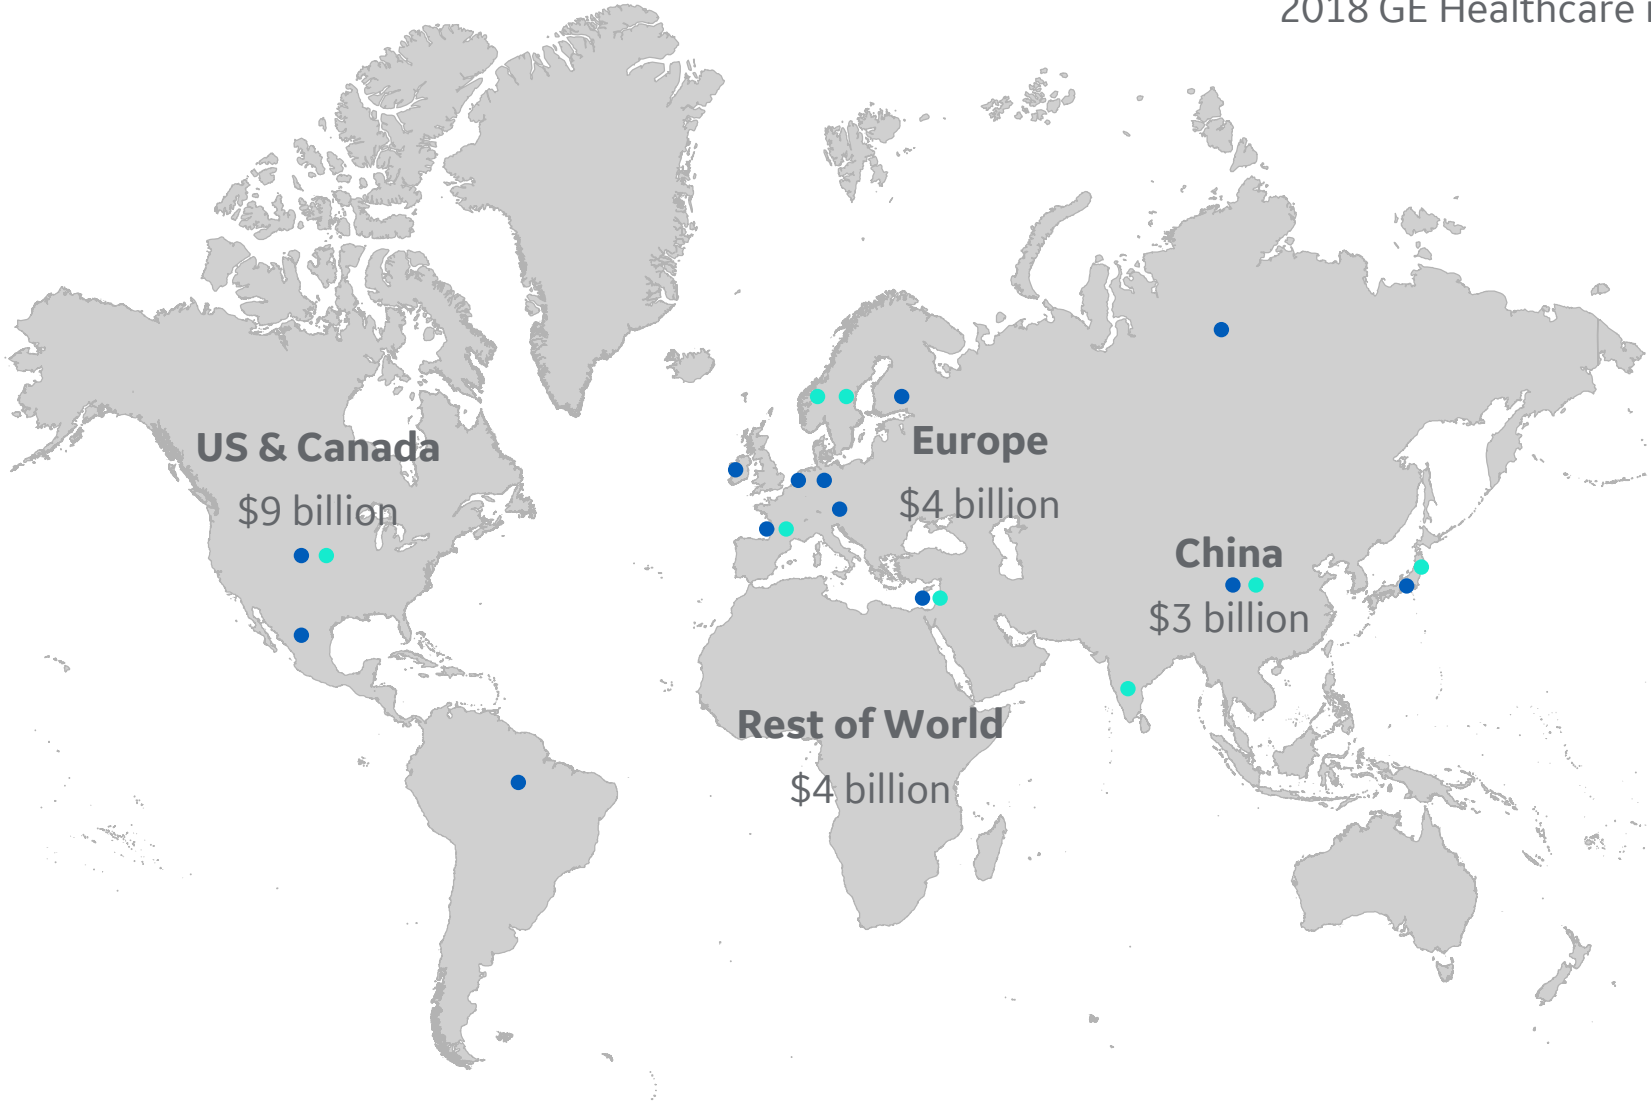 2018 GE Healthcare
US & Canada
$9 billion
Europe
$4 billion
China
$3 billion
Rest of World
$4 billion